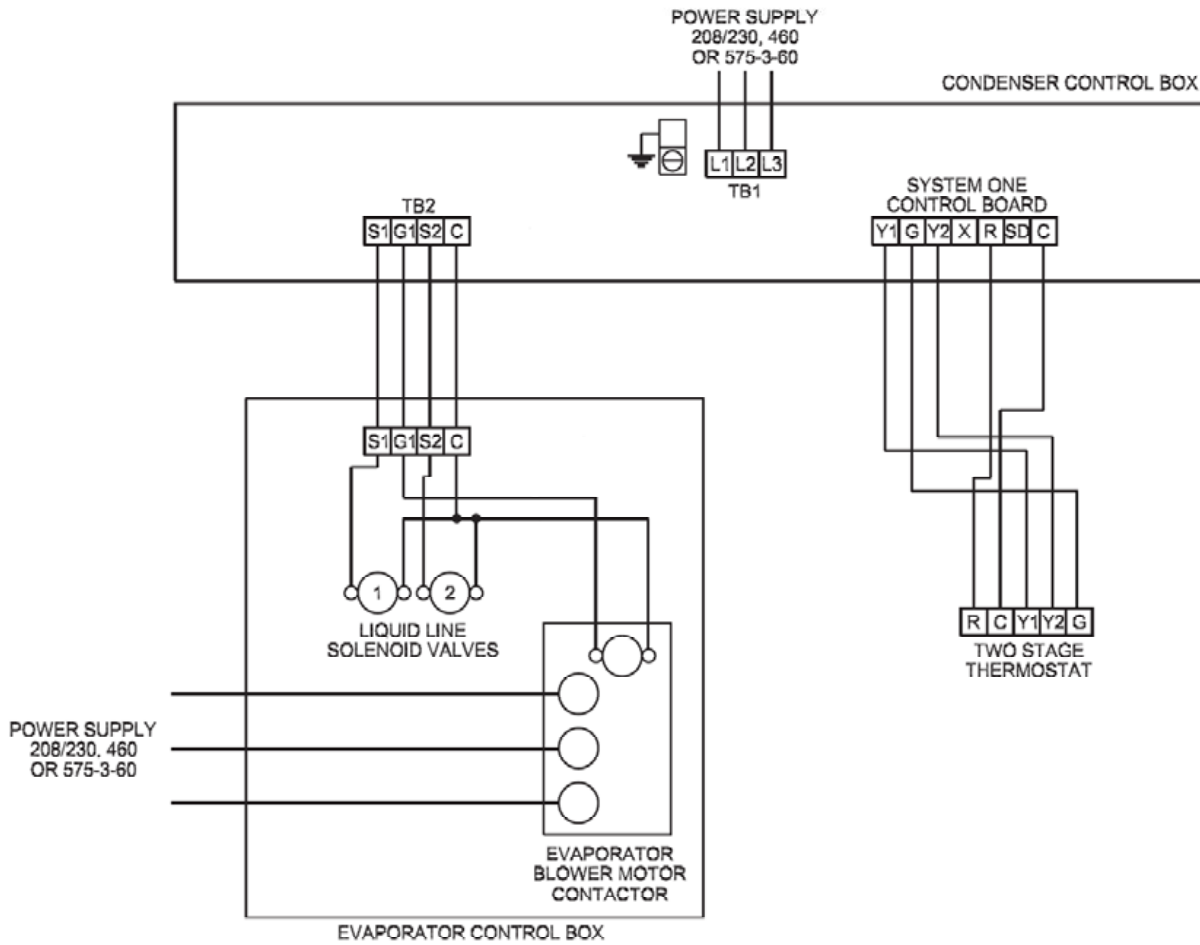 POWER SUPPLY
208/230, 460
OR 575-3-60
CONDENSER CONTROL BOX
L1 L2 L3
TB1
SYSTEM ONE
CONTROL BOARD
Y1 G Y2 X R SD C
TB2
S1 G1 S2 C
S1 G1 S2 C
1 2
LIQUID LINE
SOLENOID VALVES
R C Y1 Y2 G
TWO STAGE
THERMOSTAT
POWER SUPPLY
208/230. 460
OR 575-3-60
EVAPORATOR
BLOWER MOTOR
CONTACTOR
EVAPORATOR CONTROL BOX